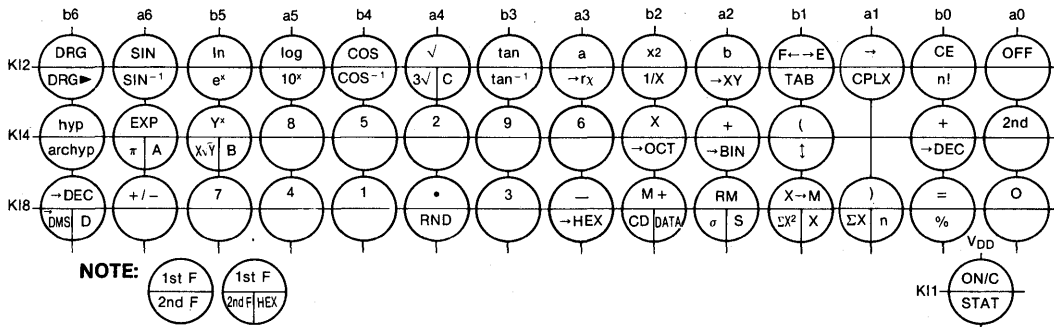 b6 a6 b5 a5 b4 a4 b3 a3 b2 a2 b1 a1 b0 a0
DRG SIN ln log COS √ tan a x2 b F←→E → CE OFF
KI2
DRG► SIN⁻¹ eˣ 10ˣ COS⁻¹ 3√ C tan⁻¹ →rχ 1/X →XY TAB CPLX n!
hyp EXP Yˣ 8 5 2 9 6 X + ( + 2nd
KI4
archyp π A X√Y B →OCT →BIN ↕ →DEC
→DEC +/− 7 4 1 • 3 — M+ RM X→M ) = O
KI8
→DMS D RND →HEX CD DATA σ S ΣX² X ΣX n %
VDD
NOTE: 1st F 1st F ON/C
KI1
2nd F 2nd F HEX STAT